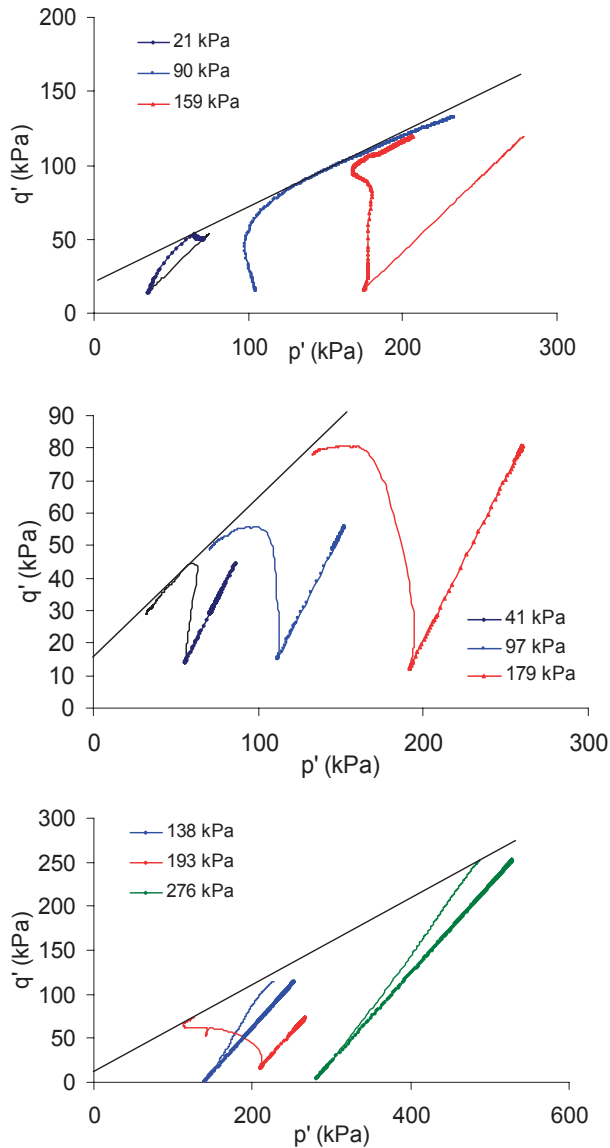 200
150
100
50
0
q' (kPa)
21 kPa
90 kPa
159 kPa
0 100 200 300
p' (kPa)
90
80
70
60
50
40
30
20
10
0
q' (kPa)
41 kPa
97 kPa
179 kPa
0 100 200 300
p' (kPa)
300
250
200
150
100
50
0
q' (kPa)
138 kPa
193 kPa
276 kPa
0 200 400 600
p' (kPa)